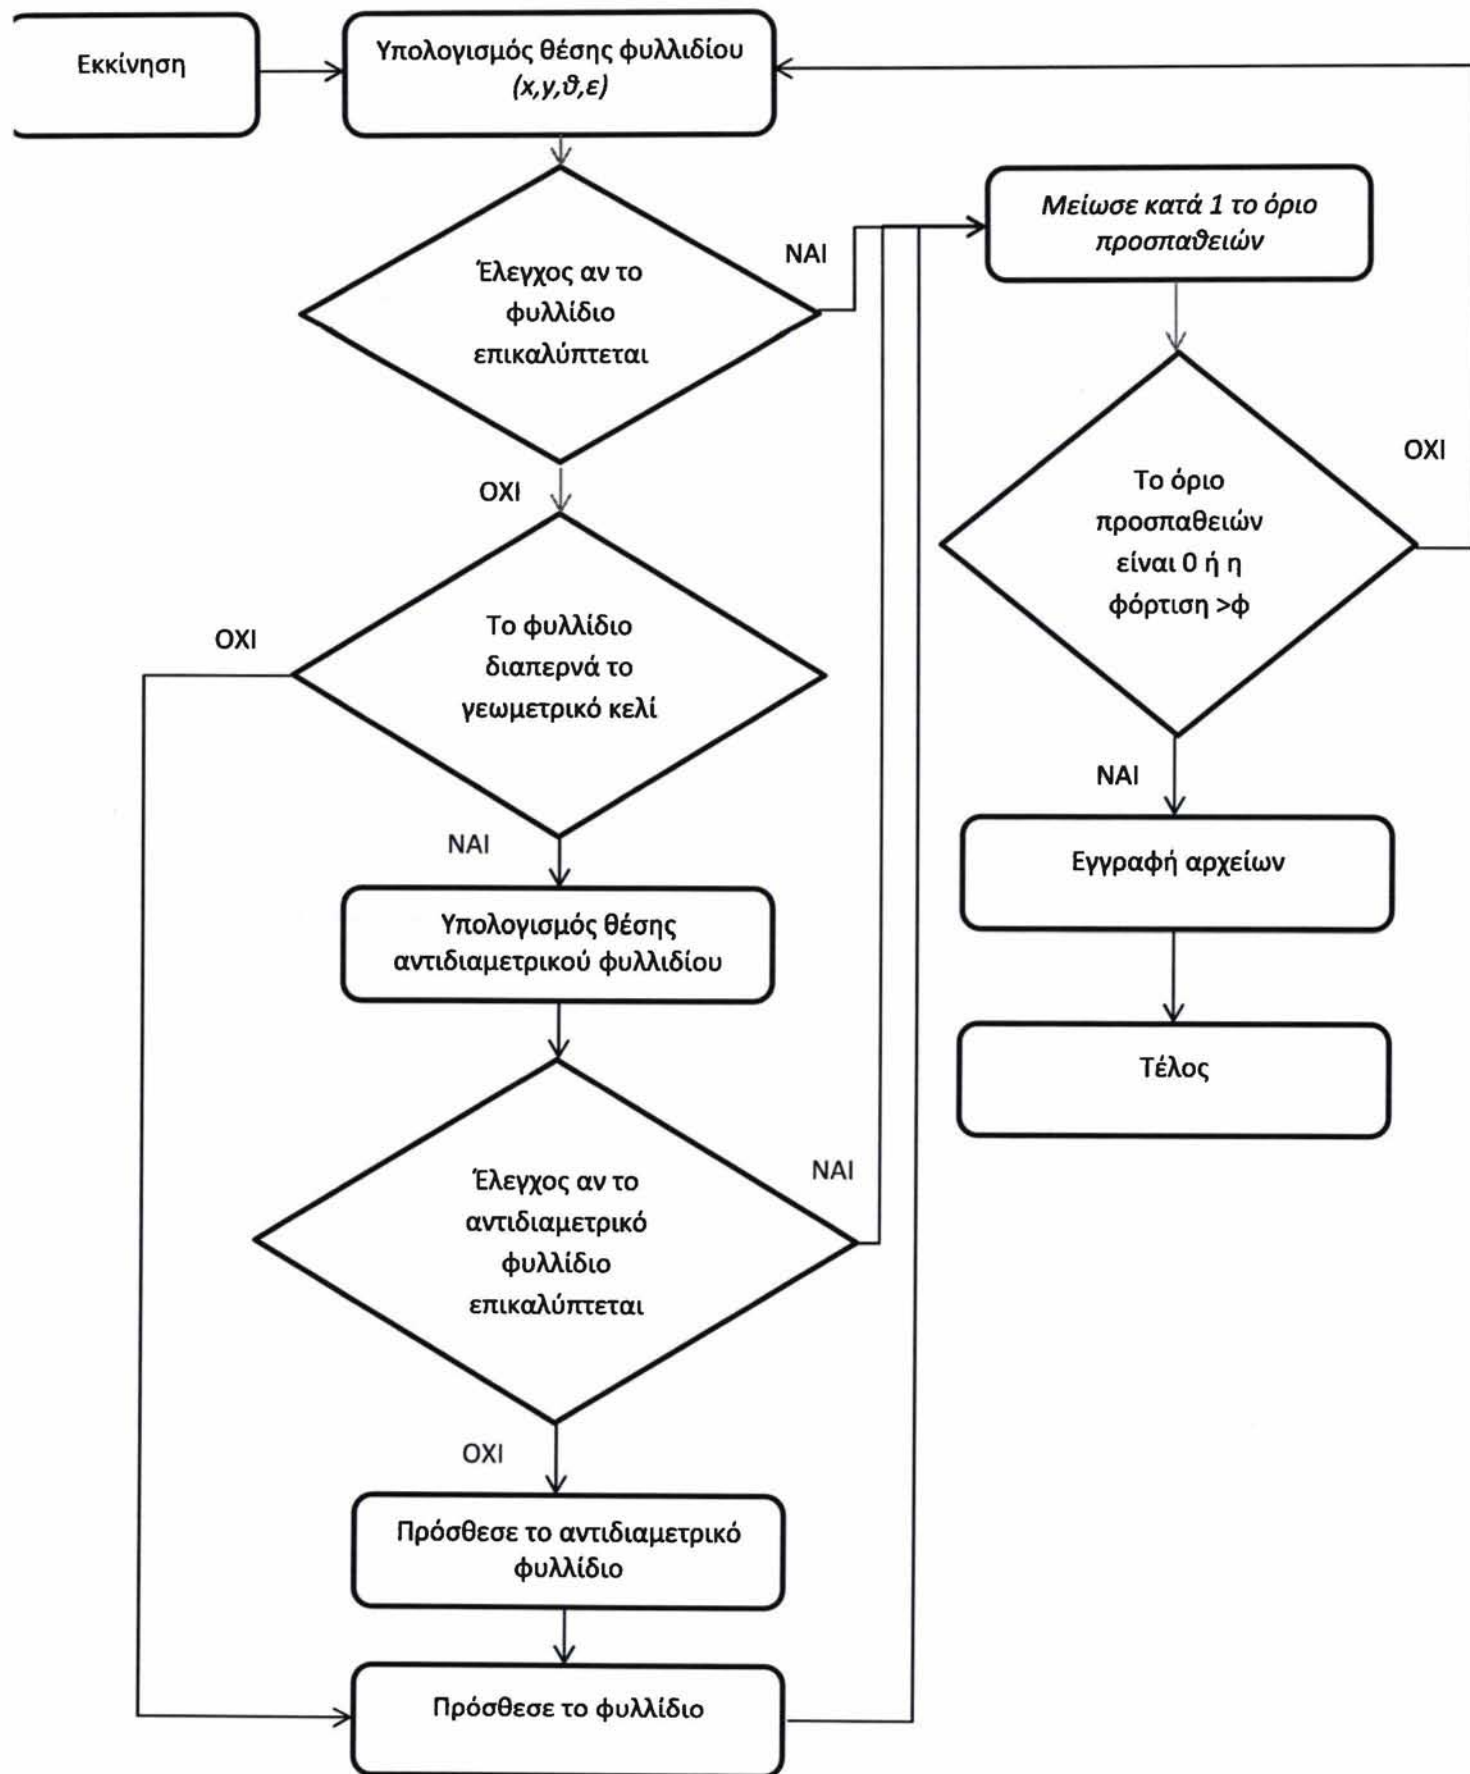 Εκκίνηση
Υπολογισμός θέσης φυλλιδίου
(x,y,ϑ,ε)
Έλεγχος αν το
φυλλίδιο
επικαλύπτεται
ΝΑΙ
ΟΧΙ
Μείωσε κατά 1 το όριο
προσπαθειών
Το όριο
προσπαθειών
είναι 0 ή η
φόρτιση >φ
ΟΧΙ
ΝΑΙ
Εγγραφή αρχείων
Τέλος
Το φυλλίδιο
διαπερνά το
γεωμετρικό κελί
ΟΧΙ
ΝΑΙ
Υπολογισμός θέσης
αντιδιαμετρικού φυλλιδίου
Έλεγχος αν το
αντιδιαμετρικό
φυλλίδιο
επικαλύπτεται
ΝΑΙ
ΟΧΙ
Πρόσθεσε το αντιδιαμετρικό
φυλλίδιο
Πρόσθεσε το φυλλίδιο